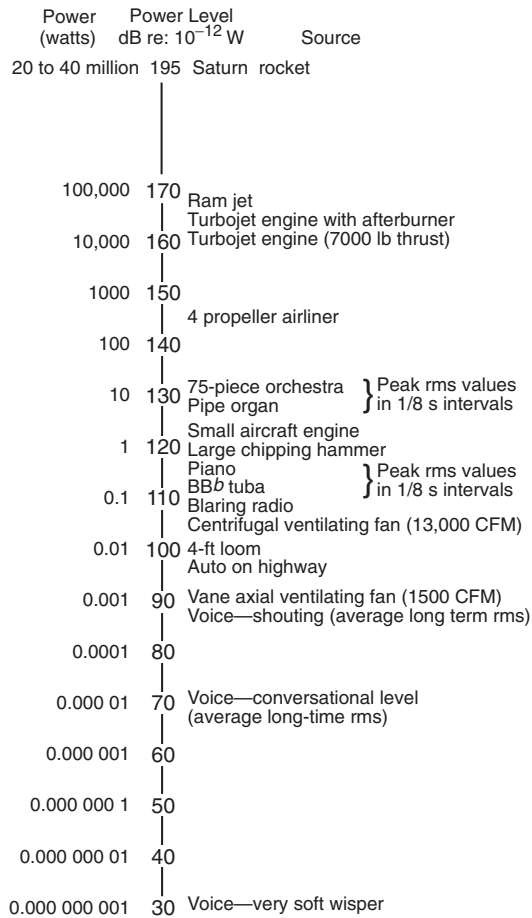 Power Power Level
(watts) dB re: 10⁻¹² W Source
20 to 40 million 195 Saturn rocket
100,000 170
Ram jet
Turbojet engine with afterburner
10,000 160 Turbojet engine (7000 lb thrust)
1000 150
4 propeller airliner
100 140
10 130 75-piece orchestra } Peak rms values
Pipe organ in 1/8 s intervals
Small aircraft engine
1 120 Large chipping hammer
Piano } Peak rms values
BBb tuba in 1/8 s intervals
0.1 110 Blaring radio
Centrifugal ventilating fan (13,000 CFM)
0.01 100 4-ft loom
Auto on highway
0.001 90 Vane axial ventilating fan (1500 CFM)
Voice—shouting (average long term rms)
0.0001 80
0.000 01 70 Voice—conversational level
(average long-time rms)
0.000 001 60
0.000 000 1 50
0.000 000 01 40
0.000 000 001 30 Voice—very soft wisper